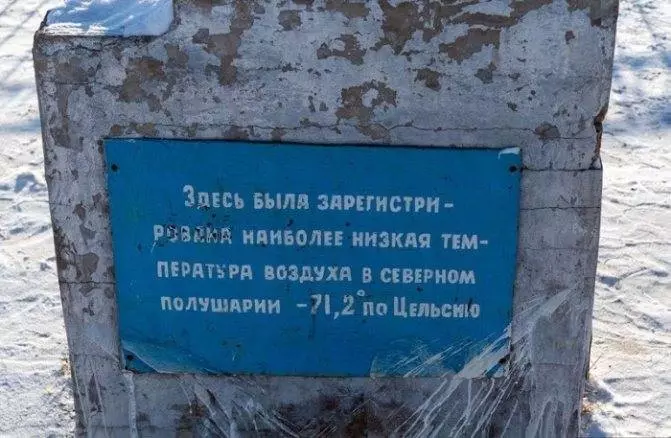 Здесь была зарегистри-
рована наиболее низкая тем-
пература воздуха в северном
полушарии -71,2° по Цельсию